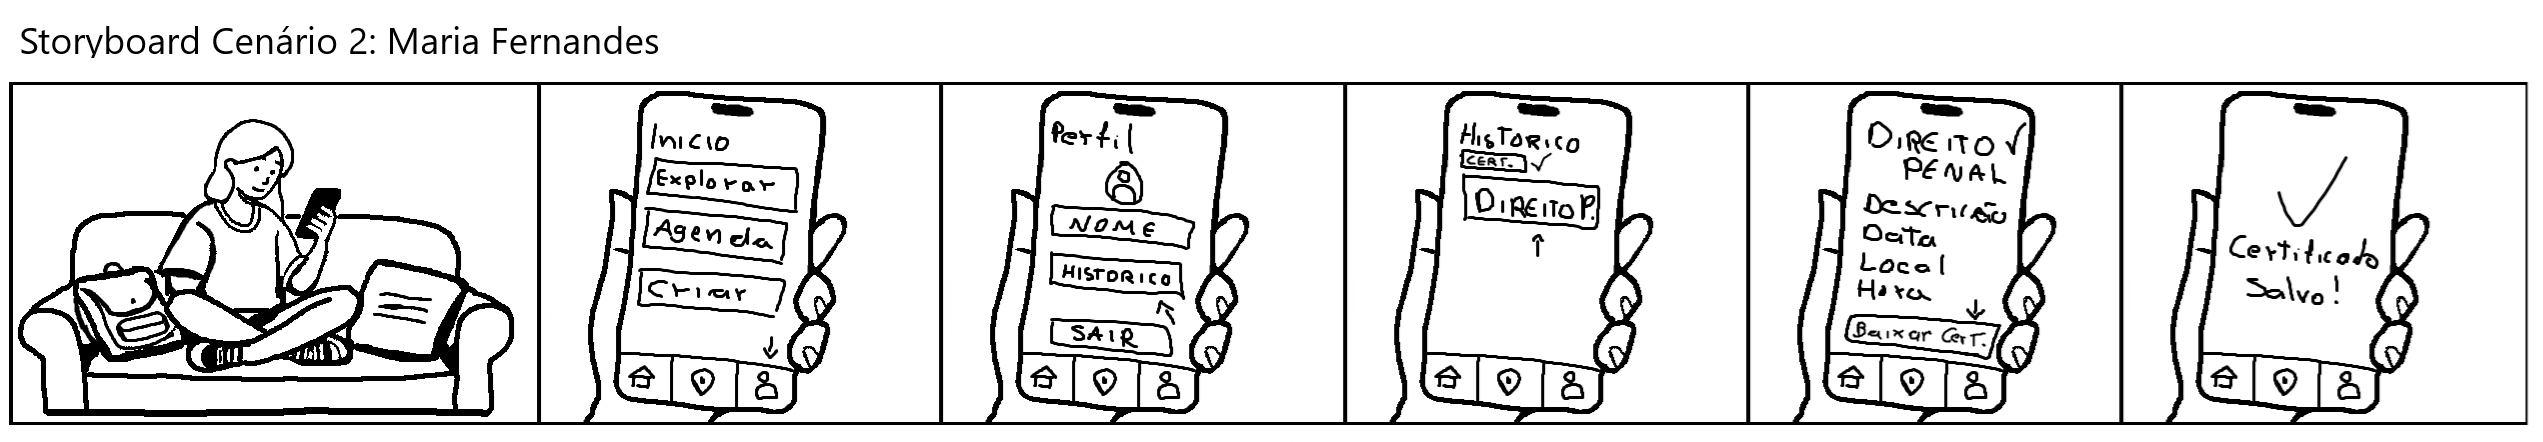 Storyboard Cenário 2: Maria Fernandes
Inicio
Explorar
Agenda
Criar
Perfil
NOME
HISTORICO
SAIR
HISTORICO
CERT. ✓
DIREITO P.
DIREITO ✓
PENAL
Descrição
Data
Local
Hora
Baixar Cert.
Certificado
Salvo!